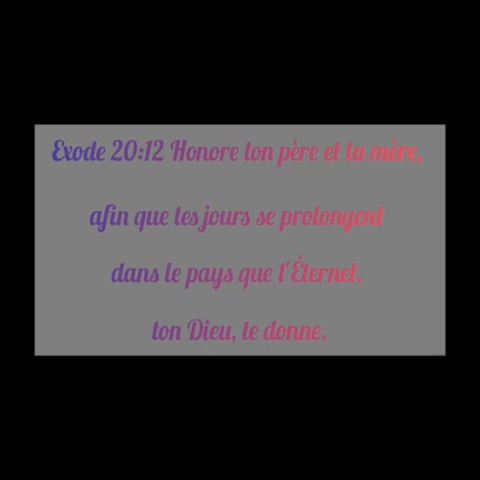 Exode 20:12 Honore ton père et ta mère,
afin que tes jours se prolongent
dans le pays que l'Éternel,
ton Dieu, te donne.